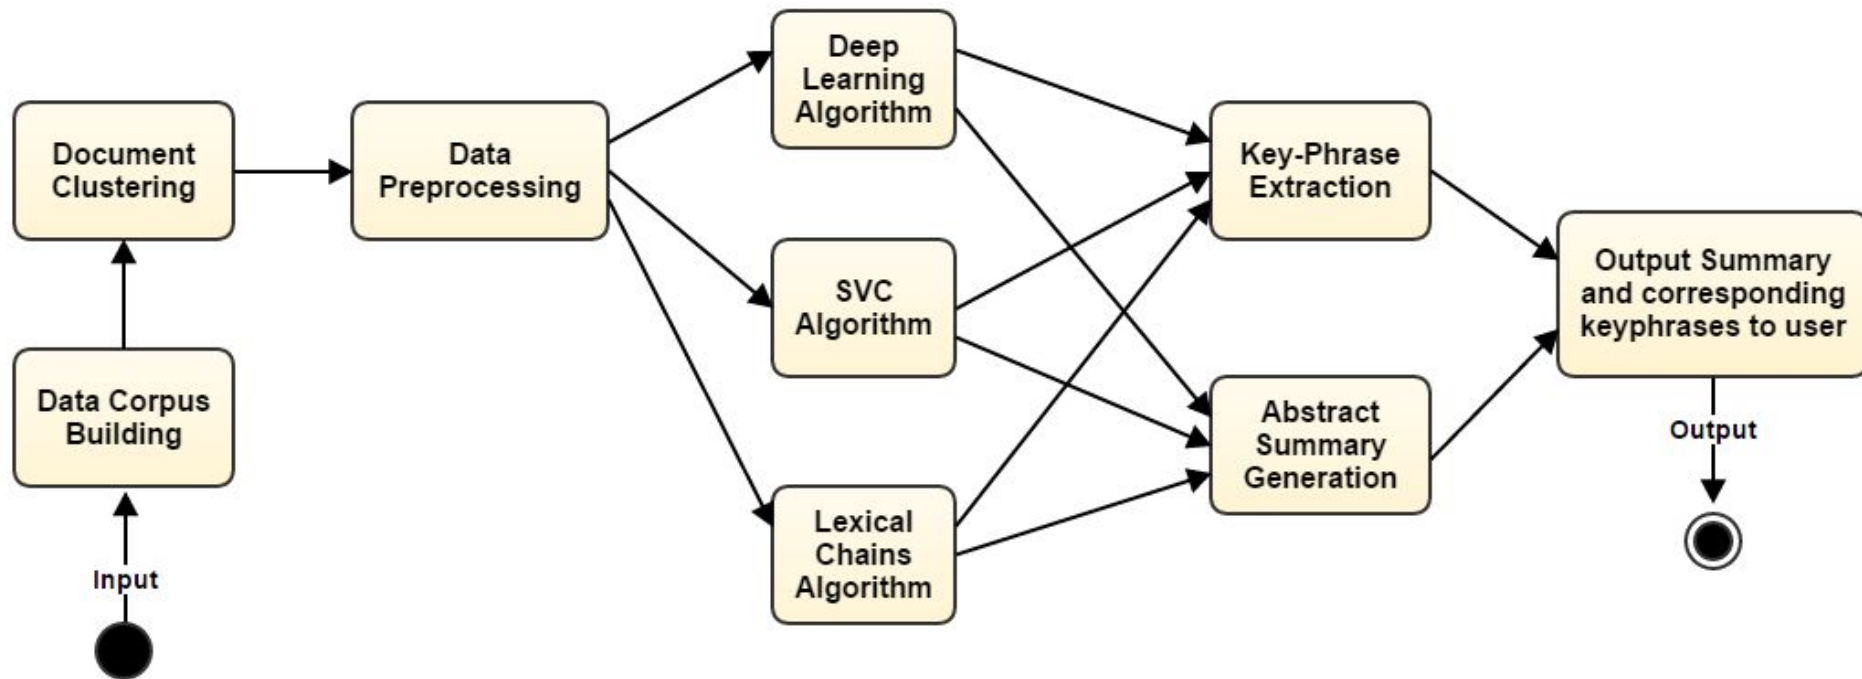 Document
Clustering
Data Corpus
Building
Input
Data
Preprocessing
Deep
Learning
Algorithm
SVC
Algorithm
Lexical
Chains
Algorithm
Key-Phrase
Extraction
Abstract
Summary
Generation
Output Summary
and corresponding
keyphrases to user
Output